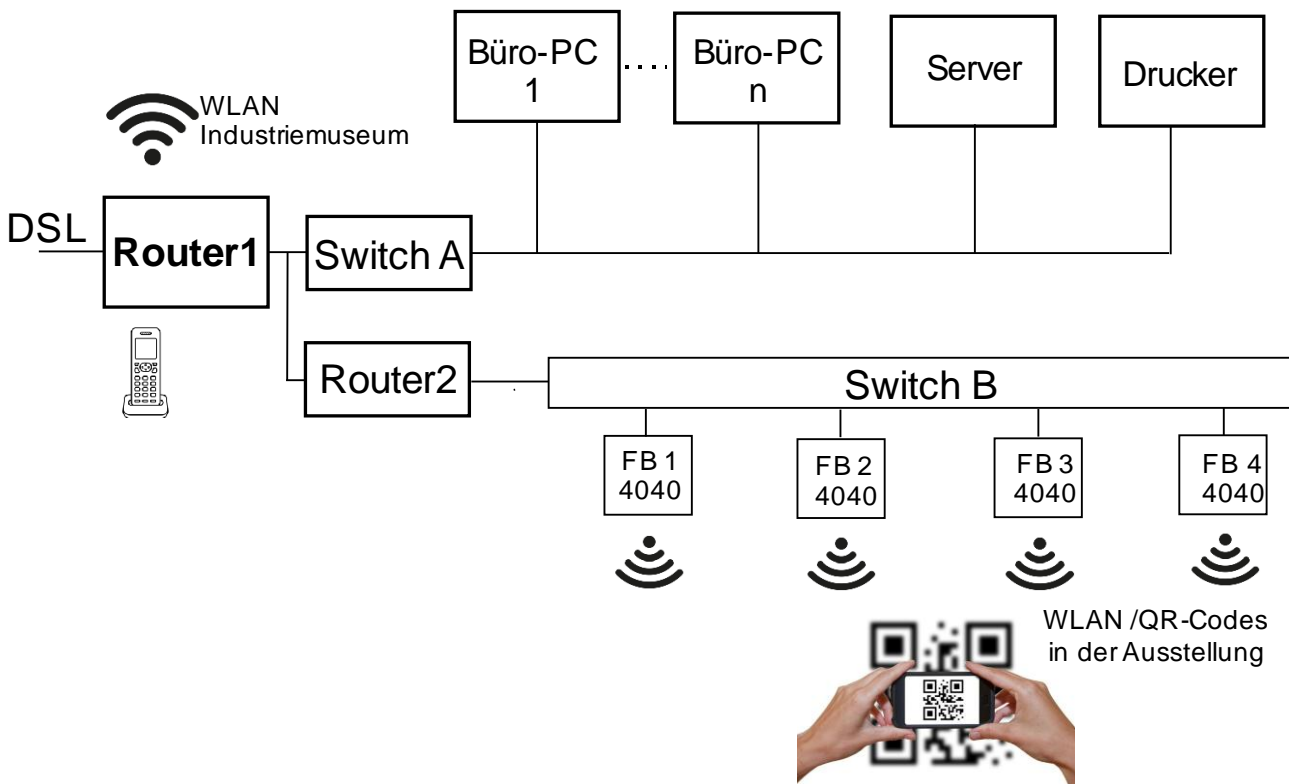 Büro-PC
1
Büro-PC
n
Server
Drucker
WLAN
Industriemuseum
DSL
Router1
Switch A
Router2
Switch B
FB 1
4040
FB 2
4040
FB 3
4040
FB 4
4040
WLAN /QR-Codes
in der Ausstellung